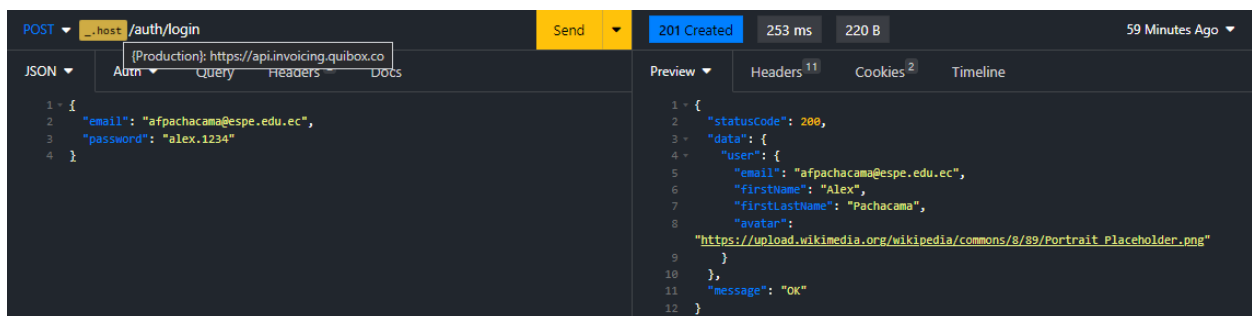 POST _.host /auth/login Send
{Production}: https://api.invoicing.quibox.co
JSON Auth Query Headers Docs
1 {
2 "email": "afpachacama@espe.edu.ec",
3 "password": "alex.1234"
4 }
201 Created 253 ms 220 B 59 Minutes Ago
Preview Headers 11 Cookies 2 Timeline
1 {
2 "statusCode": 200,
3 "data": {
4 "user": {
5 "email": "afpachacama@espe.edu.ec",
6 "firstName": "Alex",
7 "firstLastName": "Pachacama",
8 "avatar":
"https://upload.wikimedia.org/wikipedia/commons/8/89/Portrait_Placeholder.png"
9 }
10 },
11 "message": "OK"
12 }